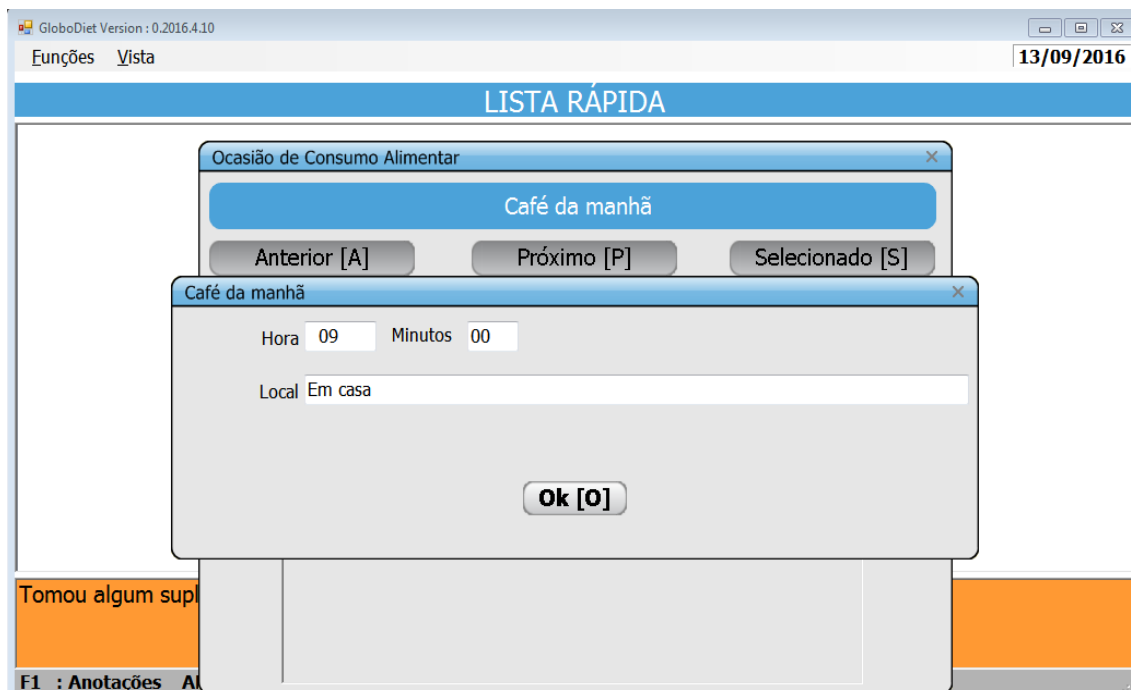 GloboDiet Version : 0.2016.4.10
Funções Vista 13/09/2016
LISTA RÁPIDA
Ocasião de Consumo Alimentar
Café da manhã
Anterior [A] Próximo [P] Selecionado [S]
Café da manhã
Hora 09 Minutos 00
Local Em casa
Ok [O]
Tomou algum
F1 : Anotações